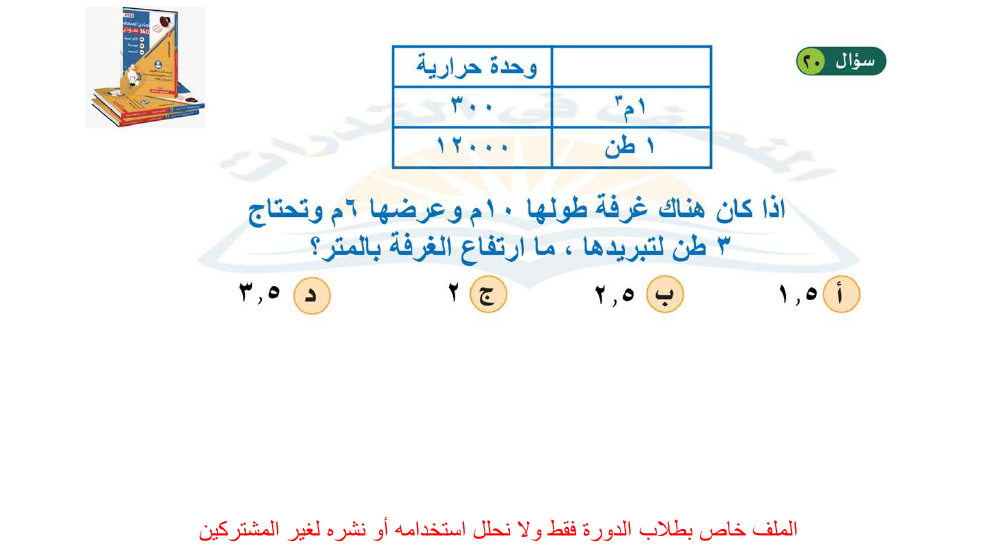 سؤال ٢٠
وحدة حرارية
١م٣ ٣٠٠
١ طن ١٢٠٠٠
اذا كان هناك غرفة طولها ١٠م وعرضها ٦م وتحتاج
٣ طن لتبريدها ، ما ارتفاع الغرفة بالمتر؟
أ ١,٥ ب ٢,٥ ج ٢ د ٣,٥
الملف خاص بطلاب الدورة فقط ولا نحلل استخدامه أو نشره لغير المشتركين